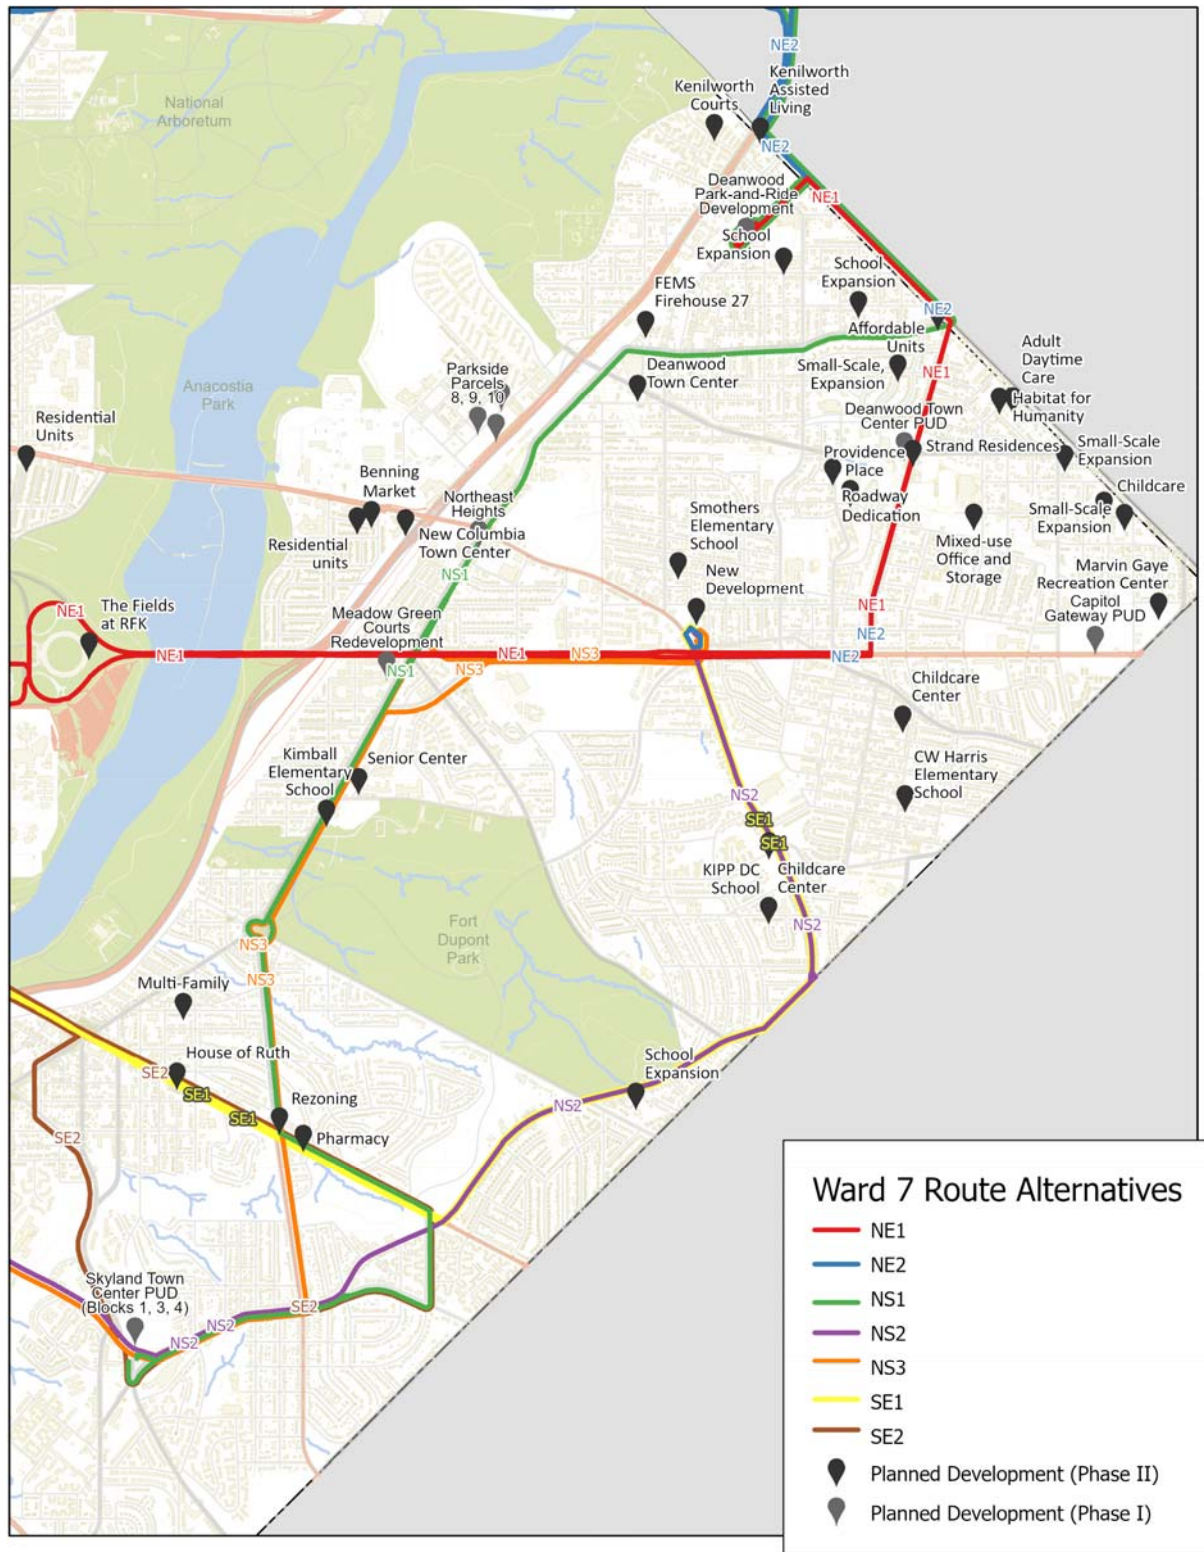 NE2
Kenilworth
Assisted
Living
Kenilworth
Courts
National
Arboretum
NE2
Deanwood
Park-and-Ride
Development
NE1
School
Expansion
School
Expansion
FEMS
Firehouse 27
NE2
Affordable
Units
Adult
Daytime
Care
Small-Scale,
Expansion
NE1
Deanwood
Town Center
Parkside
Parcels
8, 9, 10
Anacostia
Park
Habitat for
Humanity
Deanwood Town
Center PUD
Residential
Units
Strand Residences
Small-Scale
Expansion
Providence
Place
Benning
Market
Childcare
Northeast
Heights
Roadway
Dedication
Small-Scale
Expansion
Smothers
Elementary
School
New Columbia
Town Center
Residential
units
Mixed-use
Office and
Storage
NS1
New
Development
Marvin Gaye
Recreation Center
Capitol
Gateway PUD
NE1
The Fields
at RFK
NE1
Meadow Green
Courts
Redevelopment
NE2
NE1
NE1
NS3
NE2
NS1
NS3
Childcare
Center
Kimball
Elementary
School
Senior Center
CW Harris
Elementary
School
NS2
SE1
SE1
KIPP DC
School
Childcare
Center
Fort
Dupont
Park
NS2
NS3
NS3
Multi-Family
House of Ruth
SE2
School
Expansion
SE1
Rezoning
NS2
SE1
Pharmacy
SE2
Skyland Town
Center PUD
(Blocks 1, 3, 4)
SE2
NS2
NS2
Ward 7 Route Alternatives
NE1
NE2
NS1
NS2
NS3
SE1
SE2
Planned Development (Phase II)
Planned Development (Phase I)